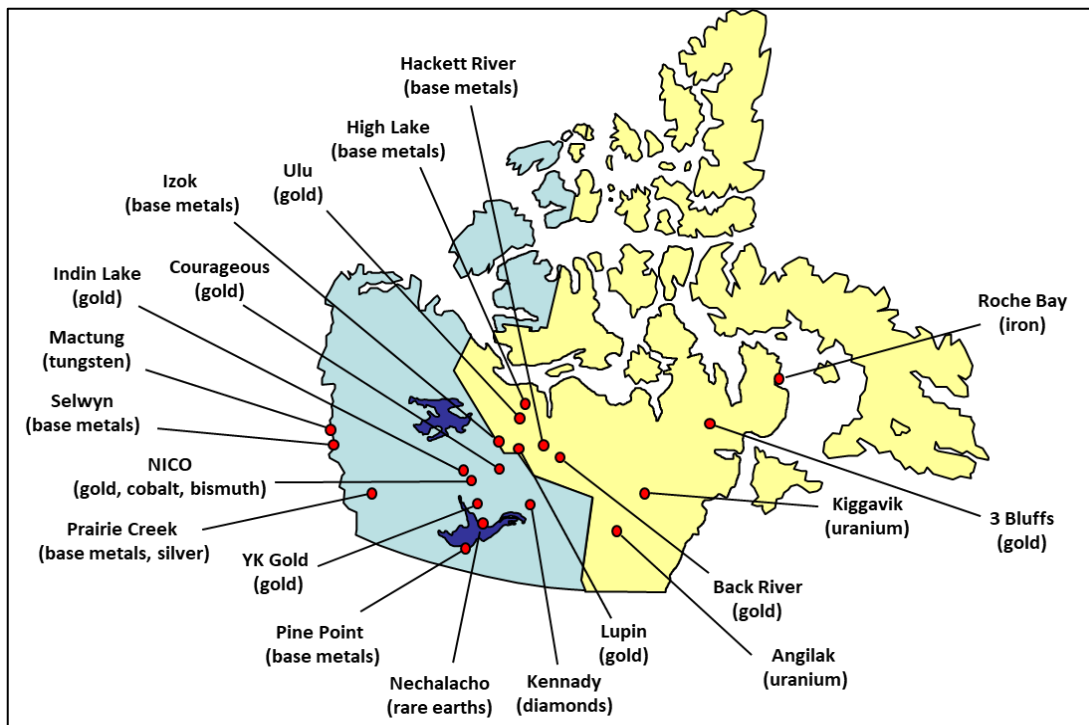 Hackett River
(base metals)
High Lake
(base metals)
Ulu
(gold)
Izok
(base metals)
Courageous
(gold)
Indin Lake
(gold)
Mactung
(tungsten)
Selwyn
(base metals)
NICO
(gold, cobalt, bismuth)
Prairie Creek
(base metals, silver)
YK Gold
(gold)
Pine Point
(base metals)
Nechalacho
(rare earths)
Kennady
(diamonds)
Lupin
(gold)
Angilak
(uranium)
Back River
(gold)
Kiggavik
(uranium)
3 Bluffs
(gold)
Roche Bay
(iron)